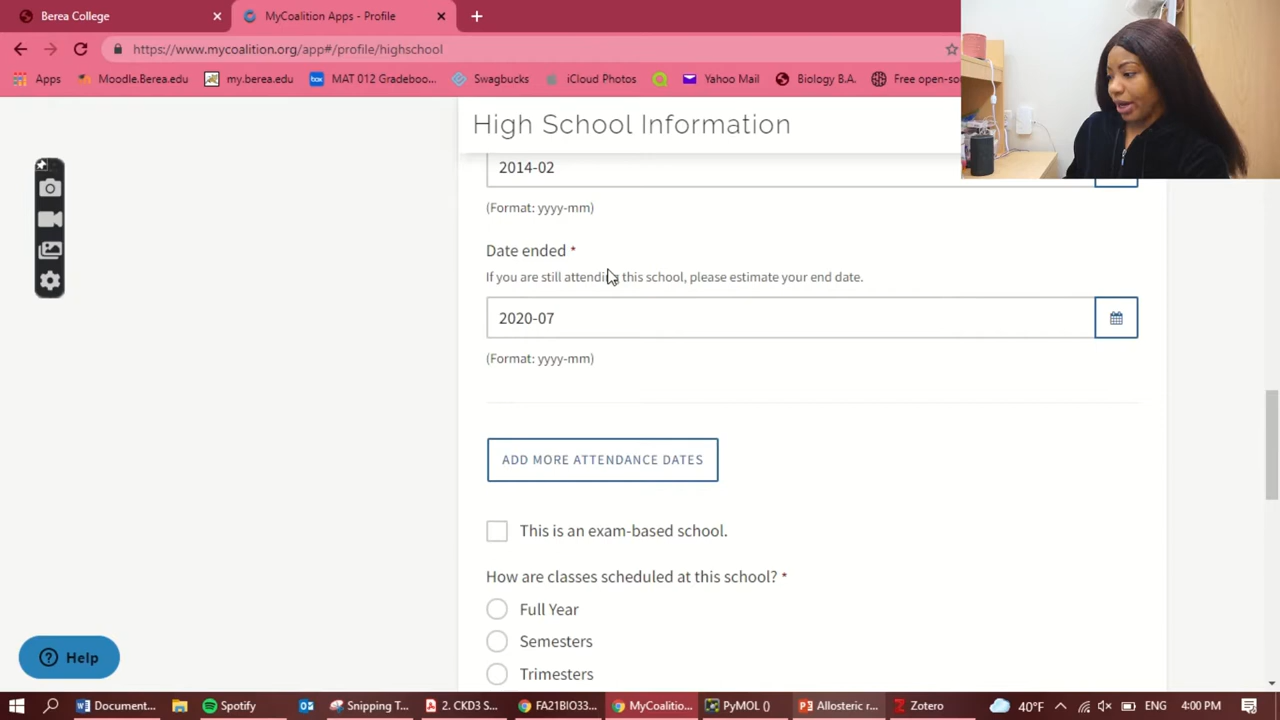 Berea College
MyCoalition Apps - Profile
https://www.mycoalition.org/app#/profile/highschool
Apps
Moodle.Berea.edu
my.berea.edu
box
MAT 012 Gradeboo...
Swagbucks
iCloud Photos
Yahoo Mail
Biology B.A.
Free open-so
High School Information
2014-02
(Format: yyyy-mm)
Date ended *
If you are still attending this school, please estimate your end date.
2020-07
(Format: yyyy-mm)
ADD MORE ATTENDANCE DATES
This is an exam-based school.
How are classes scheduled at this school? *
Full Year
Semesters
Trimesters
Help
Document...
Spotify
Snipping T...
2. CKD3 S...
FA21BIO33...
MyCoalitio...
PyMOL ()
Allosteric r...
Zotero
40°F
ENG
4:00 PM